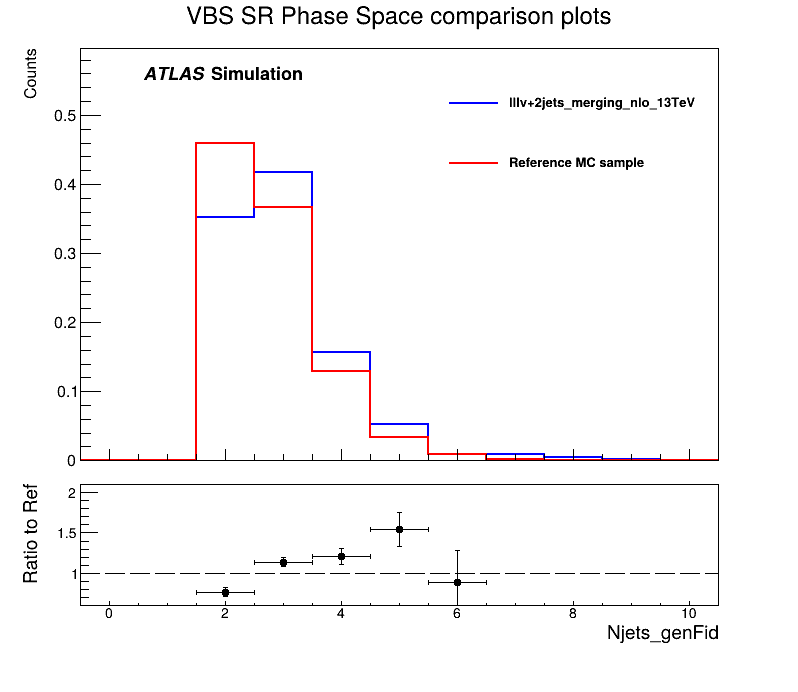 VBS SR Phase Space comparison plots
Counts
ATLAS Simulation
lllv+2jets_merging_nlo_13TeV
Reference MC sample
0.5
0.4
0.3
0.2
0.1
0
Ratio to Ref
2
1.5
1
0 2 4 6 8 10
Njets_genFid